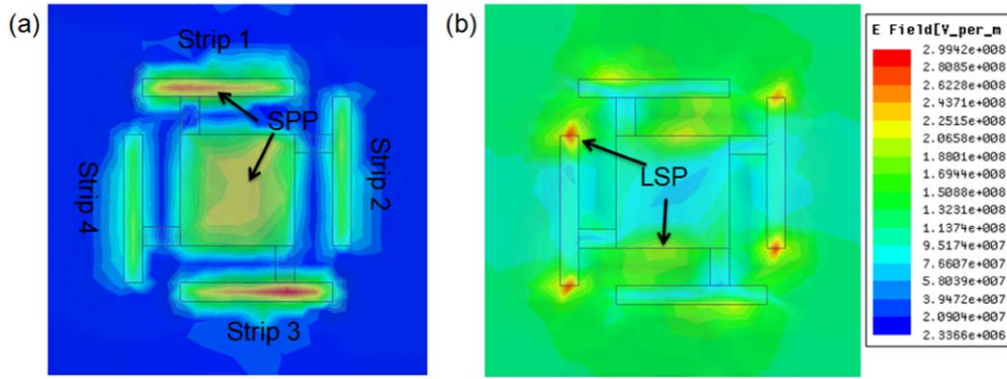 (a)
Strip 1
SPP
Strip 2
Strip 4
Strip 3
(b)
LSP
E Field[V_per_m
2.9942e+008
2.8085e+008
2.6228e+008
2.4371e+008
2.2515e+008
2.0658e+008
1.8801e+008
1.6944e+008
1.5088e+008
1.3231e+008
1.1374e+008
9.5174e+007
7.6607e+007
5.8039e+007
3.9472e+007
2.0904e+007
2.3366e+006